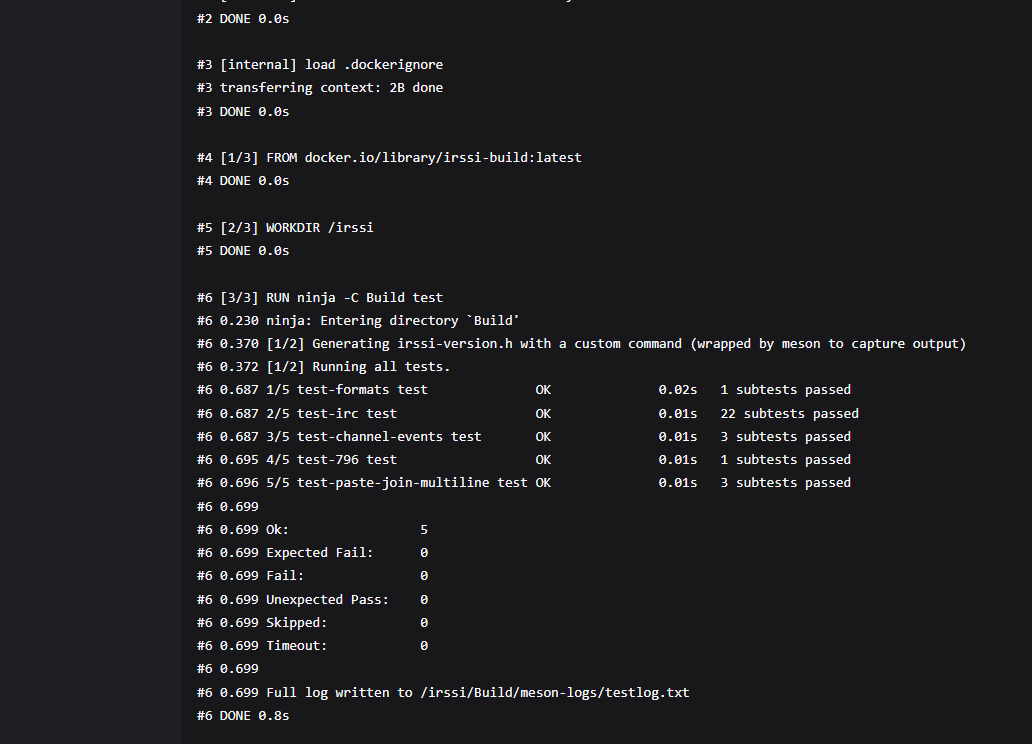 #2 DONE 0.0s
#3 [internal] load .dockerignore
#3 transferring context: 2B done
#3 DONE 0.0s
#4 [1/3] FROM docker.io/library/irssi-build:latest
#4 DONE 0.0s
#5 [2/3] WORKDIR /irssi
#5 DONE 0.0s
#6 [3/3] RUN ninja -C Build test
#6 0.230 ninja: Entering directory `Build'
#6 0.370 [1/2] Generating irssi-version.h with a custom command (wrapped by meson to capture output)
#6 0.372 [1/2] Running all tests.
#6 0.687 1/5 test-formats test OK 0.02s 1 subtests passed
#6 0.687 2/5 test-irc test OK 0.01s 22 subtests passed
#6 0.687 3/5 test-channel-events test OK 0.01s 3 subtests passed
#6 0.695 4/5 test-796 test OK 0.01s 1 subtests passed
#6 0.696 5/5 test-paste-join-multiline test OK 0.01s 3 subtests passed
#6 0.699
#6 0.699 Ok: 5
#6 0.699 Expected Fail: 0
#6 0.699 Fail: 0
#6 0.699 Unexpected Pass: 0
#6 0.699 Skipped: 0
#6 0.699 Timeout: 0
#6 0.699
#6 0.699 Full log written to /irssi/Build/meson-logs/testlog.txt
#6 DONE 0.8s